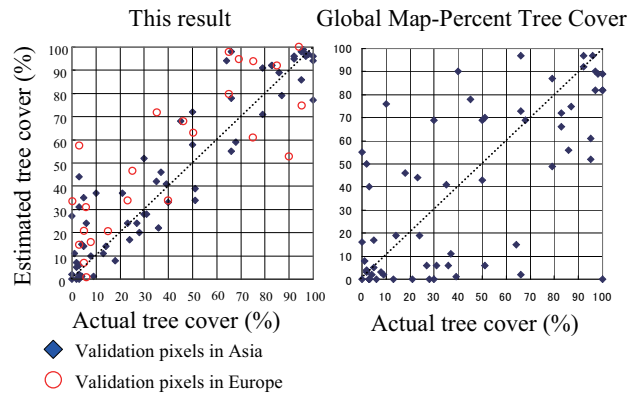 This result
Global Map-Percent Tree Cover
Estimated tree cover (%)
100
90
80
70
60
50
40
30
20
10
0
0 10 20 30 40 50 60 70 80 90 100
Actual tree cover (%)
100
90
80
70
60
50
40
30
20
10
0
0 10 20 30 40 50 60 70 80 90 100
Actual tree cover (%)
Validation pixels in Asia
Validation pixels in Europe